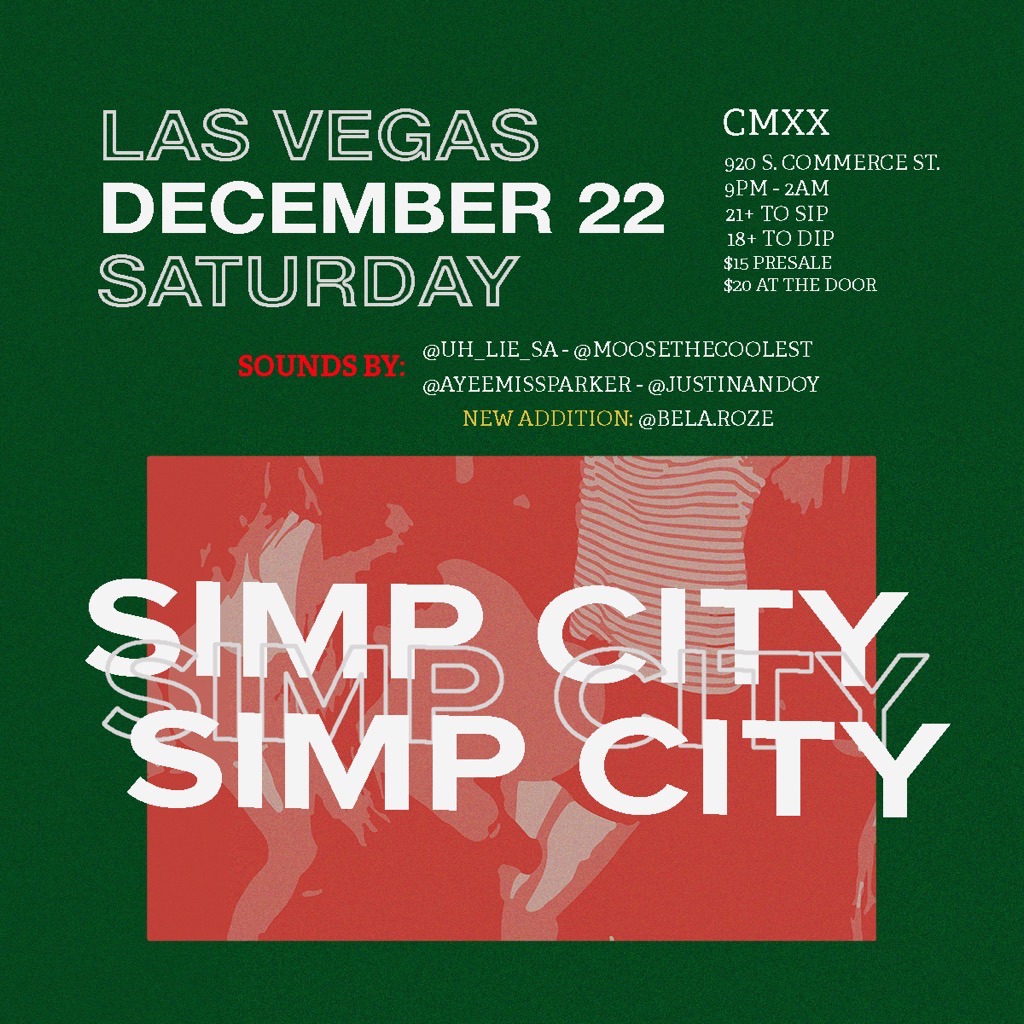 LAS VEGAS
DECEMBER 22
SATURDAY
CMXX
920 S. COMMERCE ST.
9PM - 2AM
21+ TO SIP
18+ TO DIP
$15 PRESALE
$20 AT THE DOOR
SOUNDS BY:
@UH_LIE_SA - @MOOSETHECOOLEST
@AYEEMISSPARKER - @JUSTINANDOY
NEW ADDITION: @BELA.ROZE
SIMP CITY
SIMP CITY
SIMP CITY